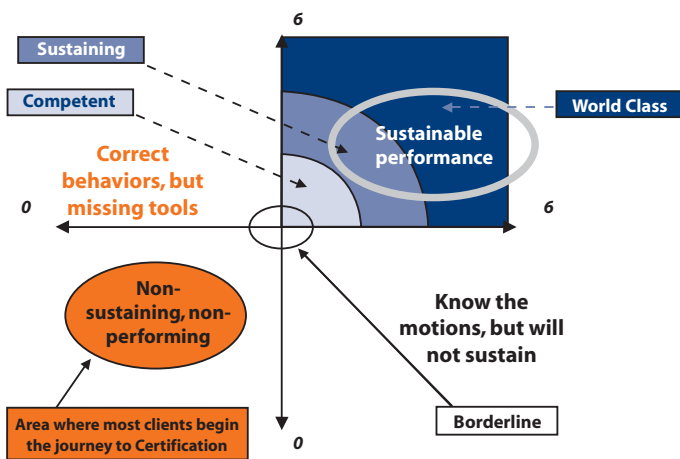 6
Sustaining
Competent
World Class
Sustainable
performance
Correct
behaviors, but
missing tools
0
6
Non-
sustaining, non-
performing
Know the
motions, but will
not sustain
Area where most clients begin
the journey to Certification
Borderline
0